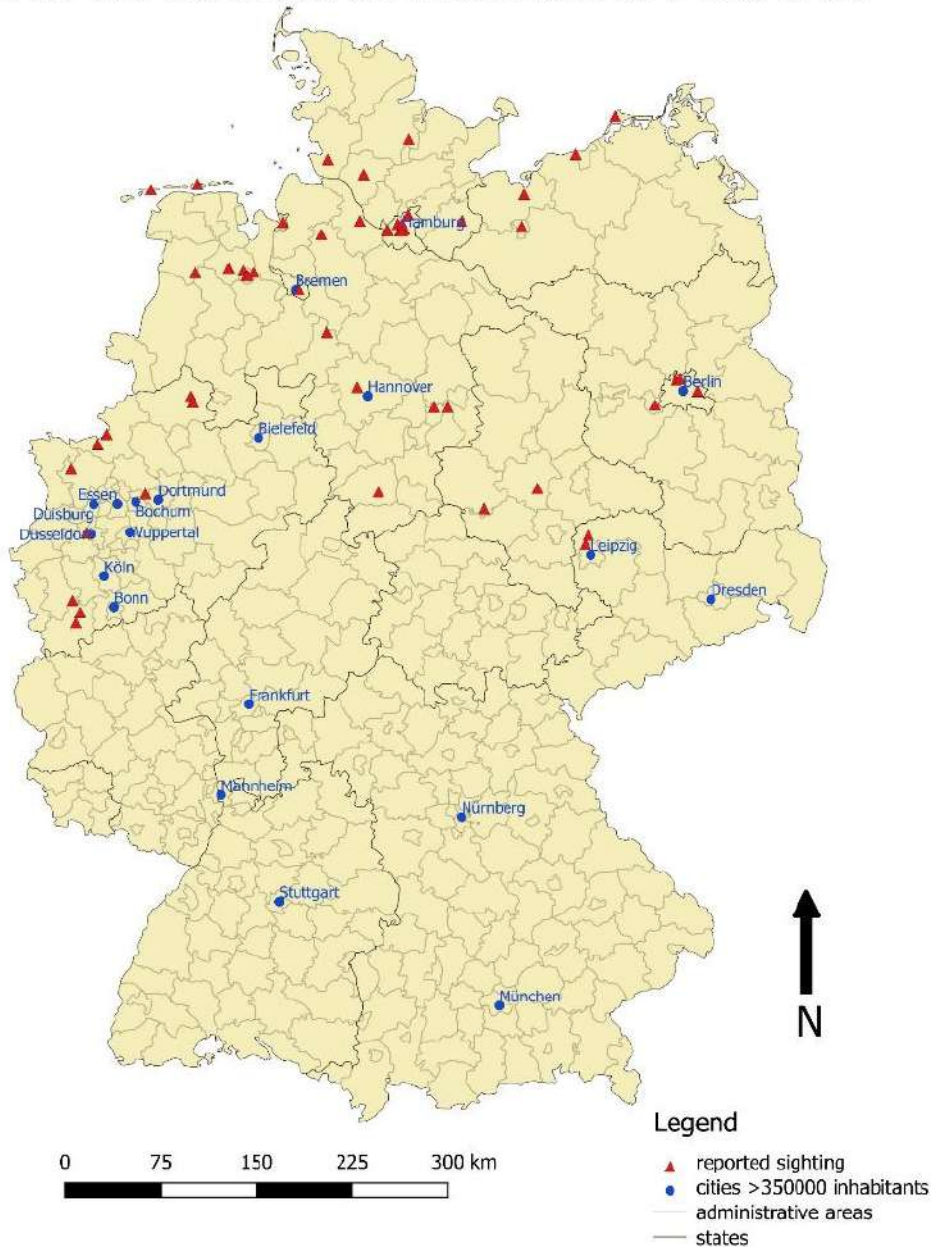 Hamburg
Bremen
Berlin
Hannover
Bielefeld
Essen
Dortmund
Duisburg
Bochum
Düsseldorf
Wuppertal
Köln
Leipzig
Bonn
Dresden
Frankfurt
Mannheim
Nürnberg
Stuttgart
München
N
Legend
0 75 150 225 300 km
reported sighting
cities >350000 inhabitants
administrative areas
states